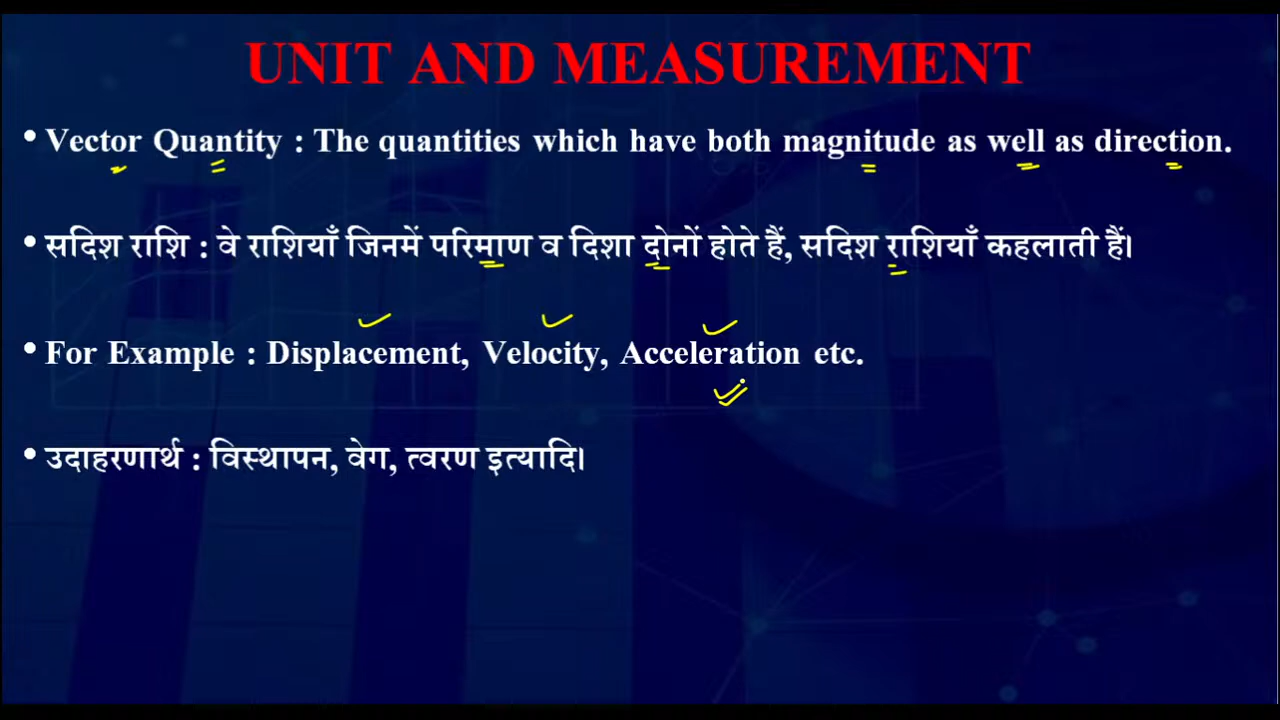 UNIT AND MEASUREMENT
• Vector Quantity : The quantities which have both magnitude as well as direction.
• सदिश राशि : वे राशियाँ जिनमें परिमाण व दिशा दोनों होते हैं, सदिश राशियाँ कहलाती हैं।
• For Example : Displacement, Velocity, Acceleration etc.
• उदाहरणार्थ : विस्थापन, वेग, त्वरण इत्यादि।